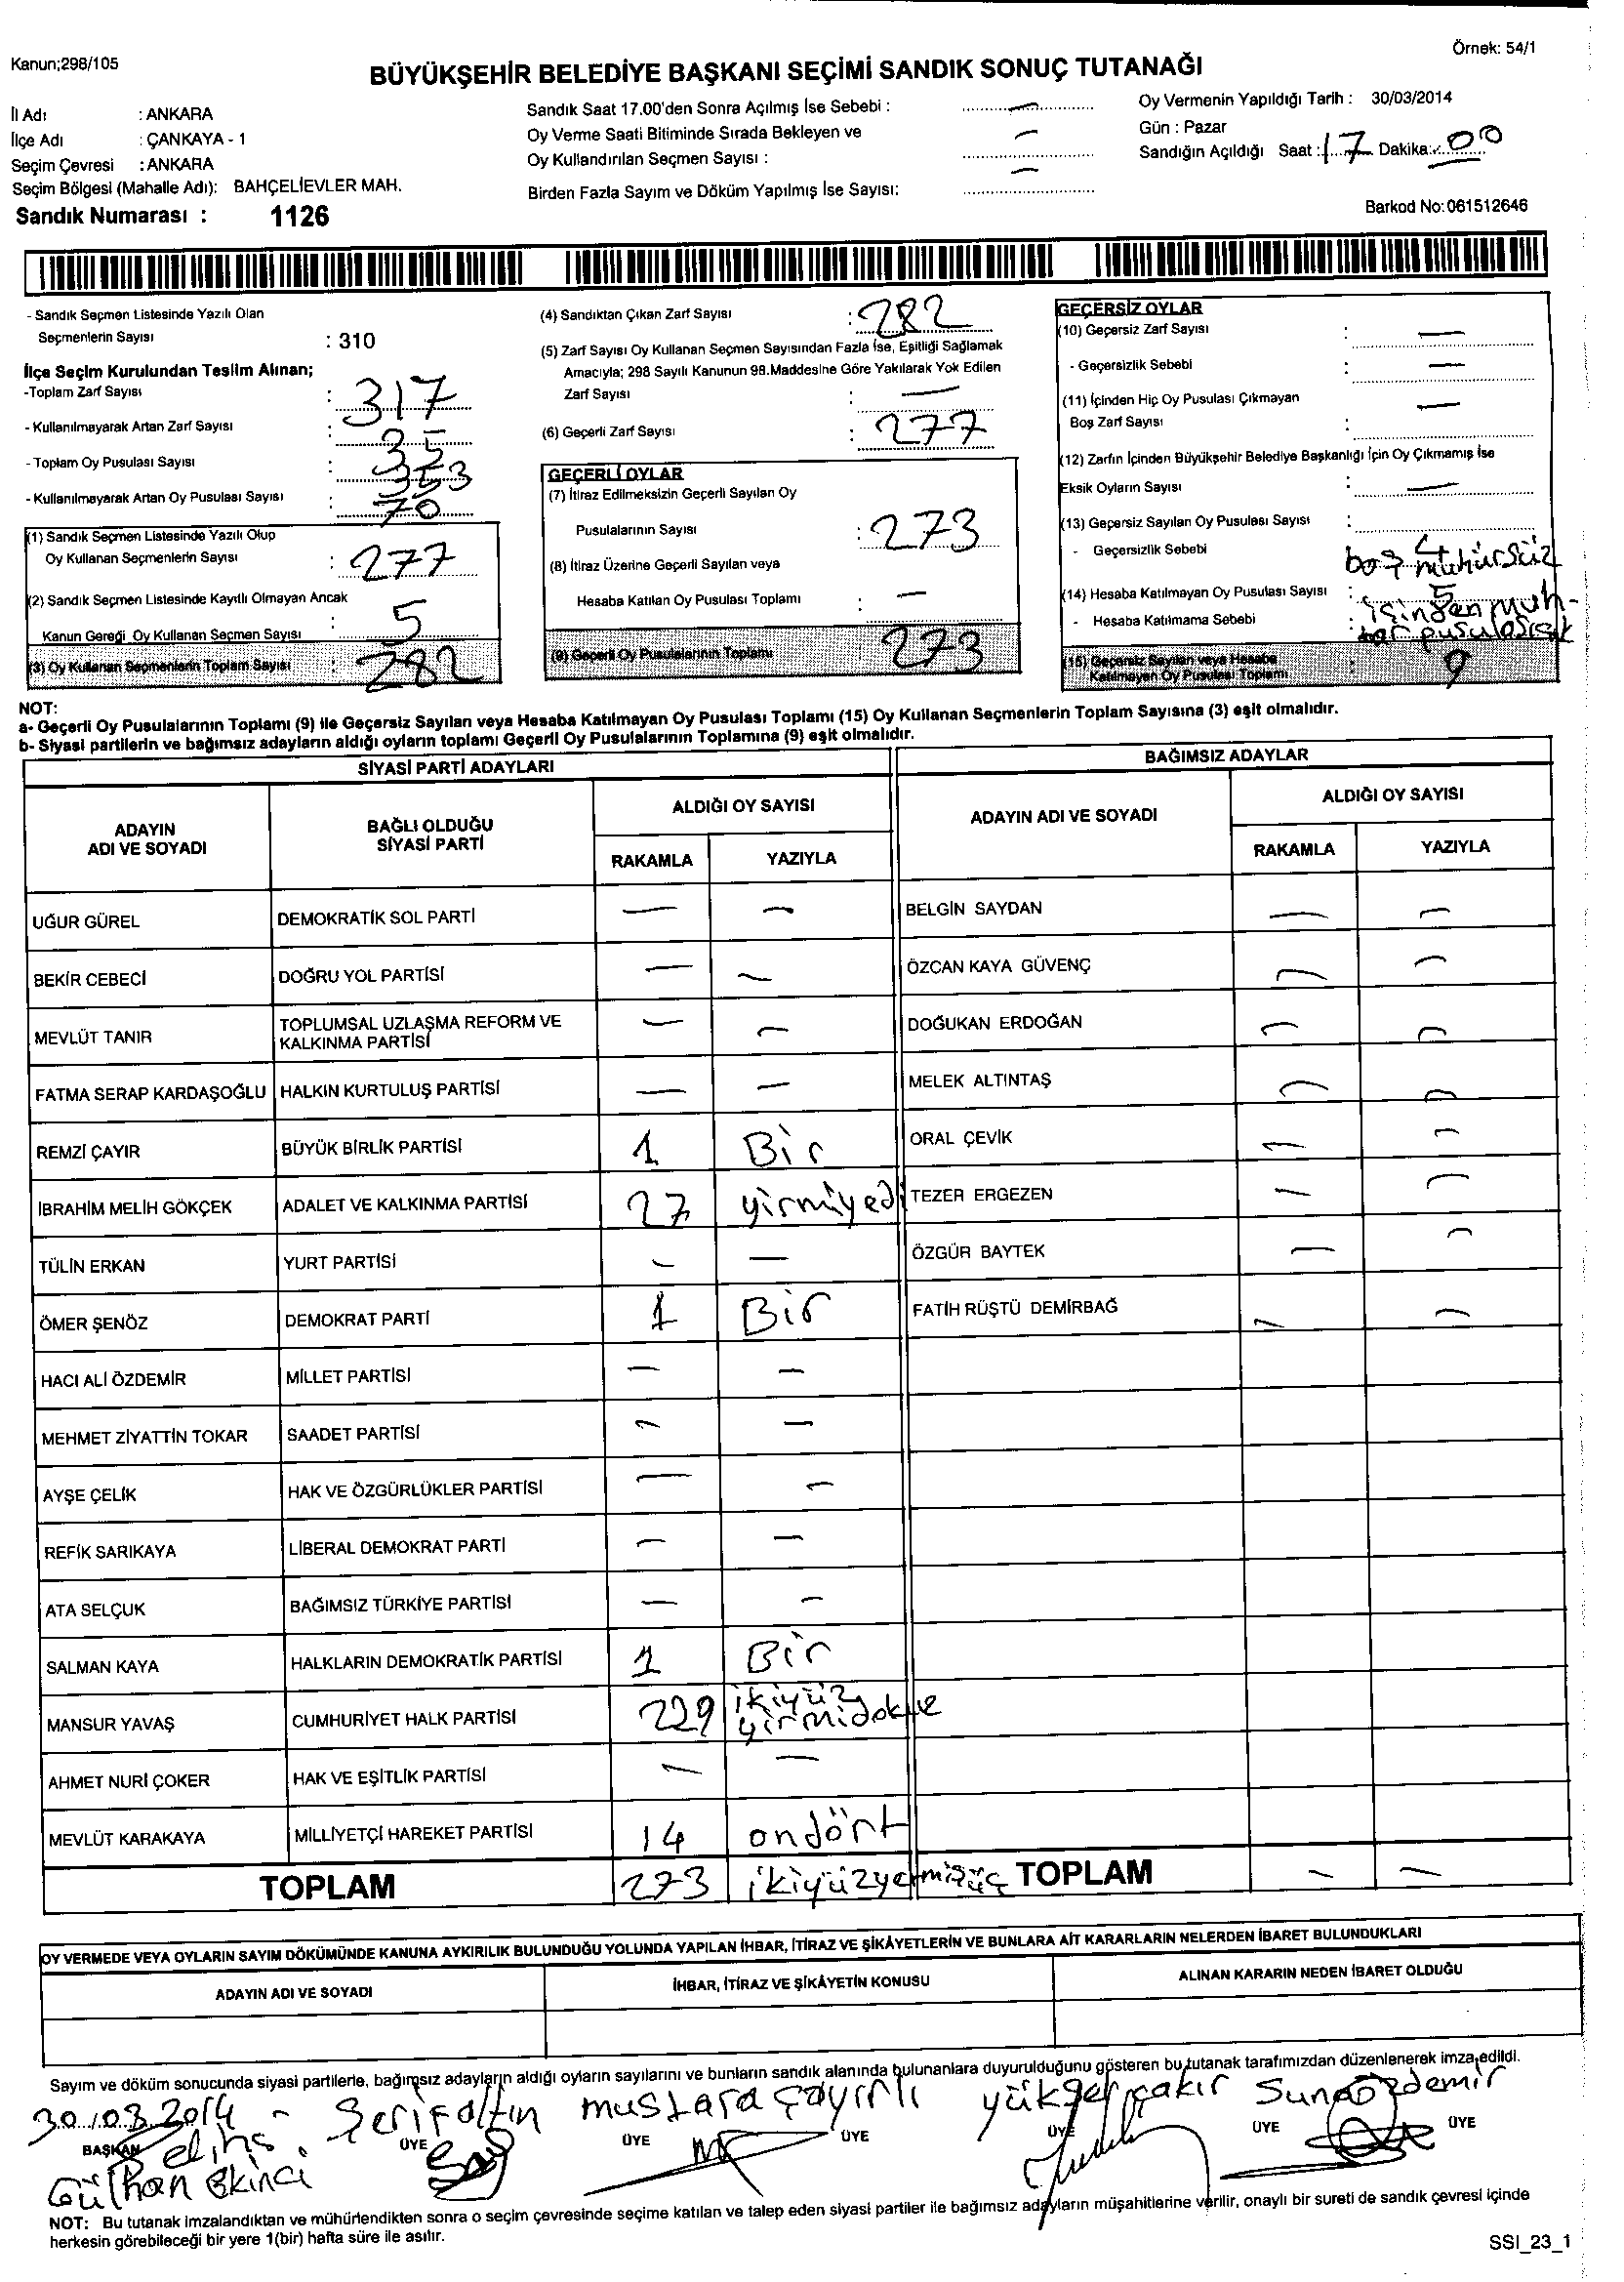 Kanun;298/105
Örnek: 54/1
BÜYÜKŞEHİR BELEDİYE BAŞKANI SEÇİMİ SANDIK SONUÇ TUTANAĞI
İl Adı : ANKARA
İlçe Adı : ÇANKAYA - 1
Seçim Çevresi : ANKARA
Seçim Bölgesi (Mahalle Adı): BAHÇELİEVLER MAH.
Sandık Numarası : 1126
Sandık Saat 17.00'den Sonra Açılmış İse Sebebi : —
Oy Verme Saati Bitiminde Sırada Bekleyen ve
Oy Kullandırılan Seçmen Sayısı : —
Birden Fazla Sayım ve Döküm Yapılmış İse Sayısı: —
Oy Vermenin Yapıldığı Tarih : 30/03/2014
Gün : Pazar
Sandığın Açıldığı Saat : 17 Dakika: 00
Barkod No: 061512646
- Sandık Seçmen Listesinde Yazılı Olan
Seçmenlerin Sayısı : 310
İlçe Seçim Kurulundan Teslim Alınan;
-Toplam Zarf Sayısı : 317
- Kullanılmayarak Artan Zarf Sayısı : 35
- Toplam Oy Pusulası Sayısı : 353
- Kullanılmayarak Artan Oy Pusulası Sayısı : 70
(1) Sandık Seçmen Listesinde Yazılı Olup
Oy Kullanan Seçmenlerin Sayısı : 277
(2) Sandık Seçmen Listesinde Kayıtlı Olmayan Ancak
Kanun Gereği Oy Kullanan Seçmen Sayısı : 5
(3) Oy Kullanan Seçmenlerin Toplam Sayısı : 282
(4) Sandıktan Çıkan Zarf Sayısı : 282
(5) Zarf Sayısı Oy Kullanan Seçmen Sayısından Fazla İse, Eşitliği Sağlamak
Amacıyla; 298 Sayılı Kanunun 98.Maddesine Göre Yakılarak Yok Edilen
Zarf Sayısı : —
(6) Geçerli Zarf Sayısı : 277
GEÇERLİ OYLAR
(7) İtiraz Edilmeksizin Geçerli Sayılan Oy
Pusulalarının Sayısı : 273
(8) İtiraz Üzerine Geçerli Sayılan veya
Hesaba Katılan Oy Pusulası Toplamı : —
(9) Geçerli Oy Pusulalarının Toplamı 273
GEÇERSİZ OYLAR
(10) Geçersiz Zarf Sayısı : —
- Geçersizlik Sebebi : —
(11) İçinden Hiç Oy Pusulası Çıkmayan —
Boş Zarf Sayısı :
(12) Zarfın İçinden Büyükşehir Belediye Başkanlığı İçin Oy Çıkmamış İse
Eksik Oyların Sayısı : —
(13) Geçersiz Sayılan Oy Pusulası Sayısı : 4
- Geçersizlik Sebebi boş mühürsüz
(14) Hesaba Katılmayan Oy Pusulası Sayısı : 5
- Hesaba Katılmama Sebebi : içinden muh-
tar pusulası çık
(15) Geçersiz Sayılan veya Hesaba
Katılmayan Oy Pusulası Toplamı : 9
NOT:
a- Geçerli Oy Pusulalarının Toplamı (9) ile Geçersiz Sayılan veya Hesaba Katılmayan Oy Pusulası Toplamı (15) Oy Kullanan Seçmenlerin Toplam Sayısına (3) eşit olmalıdır.
b- Siyasi partilerin ve bağımsız adayların aldığı oyların toplamı Geçerli Oy Pusulalarının Toplamına (9) eşit olmalıdır.
SİYASİ PARTİ ADAYLARI
ADAYIN
ADI VE SOYADI
BAĞLI OLDUĞU
SİYASİ PARTİ
ALDIĞI OY SAYISI
RAKAMLA YAZIYLA
UĞUR GÜREL DEMOKRATİK SOL PARTİ — —
BEKİR CEBECİ DOĞRU YOL PARTİSİ — —
MEVLÜT TANIR TOPLUMSAL UZLAŞMA REFORM VE
KALKINMA PARTİSİ — —
FATMA SERAP KARDAŞOĞLU HALKIN KURTULUŞ PARTİSİ — —
REMZİ ÇAYIR BÜYÜK BİRLİK PARTİSİ 1 Bir
İBRAHİM MELİH GÖKÇEK ADALET VE KALKINMA PARTİSİ 27 yirmiyedi
TÜLİN ERKAN YURT PARTİSİ — —
ÖMER ŞENÖZ DEMOKRAT PARTİ 1 Bir
HACI ALİ ÖZDEMİR MİLLET PARTİSİ — —
MEHMET ZİYATTİN TOKAR SAADET PARTİSİ — —
AYŞE ÇELİK HAK VE ÖZGÜRLÜKLER PARTİSİ — —
REFİK SARIKAYA LİBERAL DEMOKRAT PARTİ — —
ATA SELÇUK BAĞIMSIZ TÜRKİYE PARTİSİ — —
SALMAN KAYA HALKLARIN DEMOKRATİK PARTİSİ 1 Bir
MANSUR YAVAŞ CUMHURİYET HALK PARTİSİ 229 ikiyüz
yirmidokuz
AHMET NURİ ÇOKER HAK VE EŞİTLİK PARTİSİ — —
MEVLÜT KARAKAYA MİLLİYETÇİ HAREKET PARTİSİ 14 ondört
TOPLAM 273 ikiyüzyetmişüç
BAĞIMSIZ ADAYLAR
ADAYIN ADI VE SOYADI
ALDIĞI OY SAYISI
RAKAMLA YAZIYLA
BELGİN SAYDAN — —
ÖZCAN KAYA GÜVENÇ — —
DOĞUKAN ERDOĞAN — —
MELEK ALTINTAŞ — —
ORAL ÇEVİK — —
TEZER ERGEZEN — —
ÖZGÜR BAYTEK — —
FATİH RÜŞTÜ DEMİRBAĞ — —
TOPLAM — —
OY VERMEDE VEYA OYLARIN SAYIM DÖKÜMÜNDE KANUNA AYKIRILIK BULUNDUĞU YOLUNDA YAPILAN İHBAR, İTİRAZ VE ŞİKÂYETLERİN VE BUNLARA AİT KARARLARIN NELERDEN İBARET BULUNDUKLARI
ADAYIN ADI VE SOYADI İHBAR, İTİRAZ VE ŞİKÂYETİN KONUSU ALINAN KARARIN NEDEN İBARET OLDUĞU
Sayım ve döküm sonucunda siyasi partilerle, bağımsız adayların aldığı oyların sayılarını ve bunların sandık alanında bulunanlara duyurulduğunu gösteren bu tutanak tarafımızdan düzenlenerek imza edildi.
30.03.2014 - Şerif altın mustafa çayırlı yüksel çakır Suna özdemir
BAŞKAN ÜYE ÜYE ÜYE ÜYE ÜYE ÜYE
Gülhan Ekinci
NOT: Bu tutanak imzalandıktan ve mühürlendikten sonra o seçim çevresinde seçime katılan ve talep eden siyasi partiler ile bağımsız adayların müşahitlerine verilir, onaylı bir sureti de sandık çevresi içinde
herkesin görebileceği bir yere 1(bir) hafta süre ile asılır.
SSI_23_1